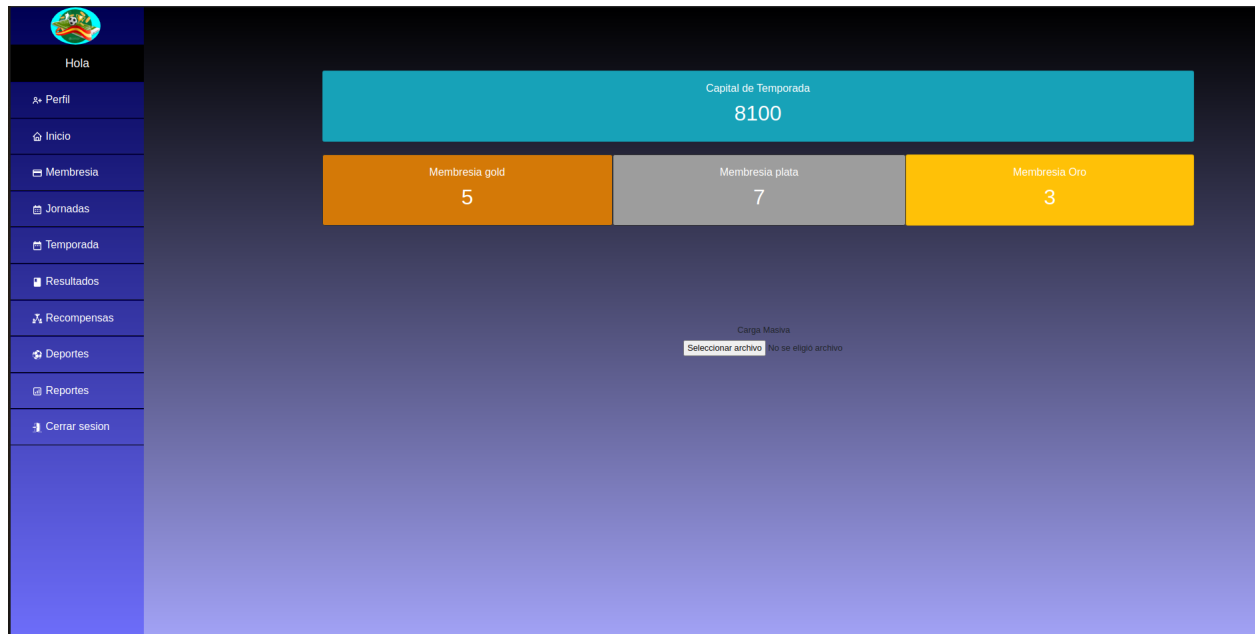 Hola
Perfil
Inicio
Membresia
Jornadas
Temporada
Resultados
Recompensas
Deportes
Reportes
Cerrar sesion
Capital de Temporada
8100
Membresia gold
5
Membresia plata
7
Membresia Oro
3
Carga Masiva
Seleccionar archivo No se eligió archivo